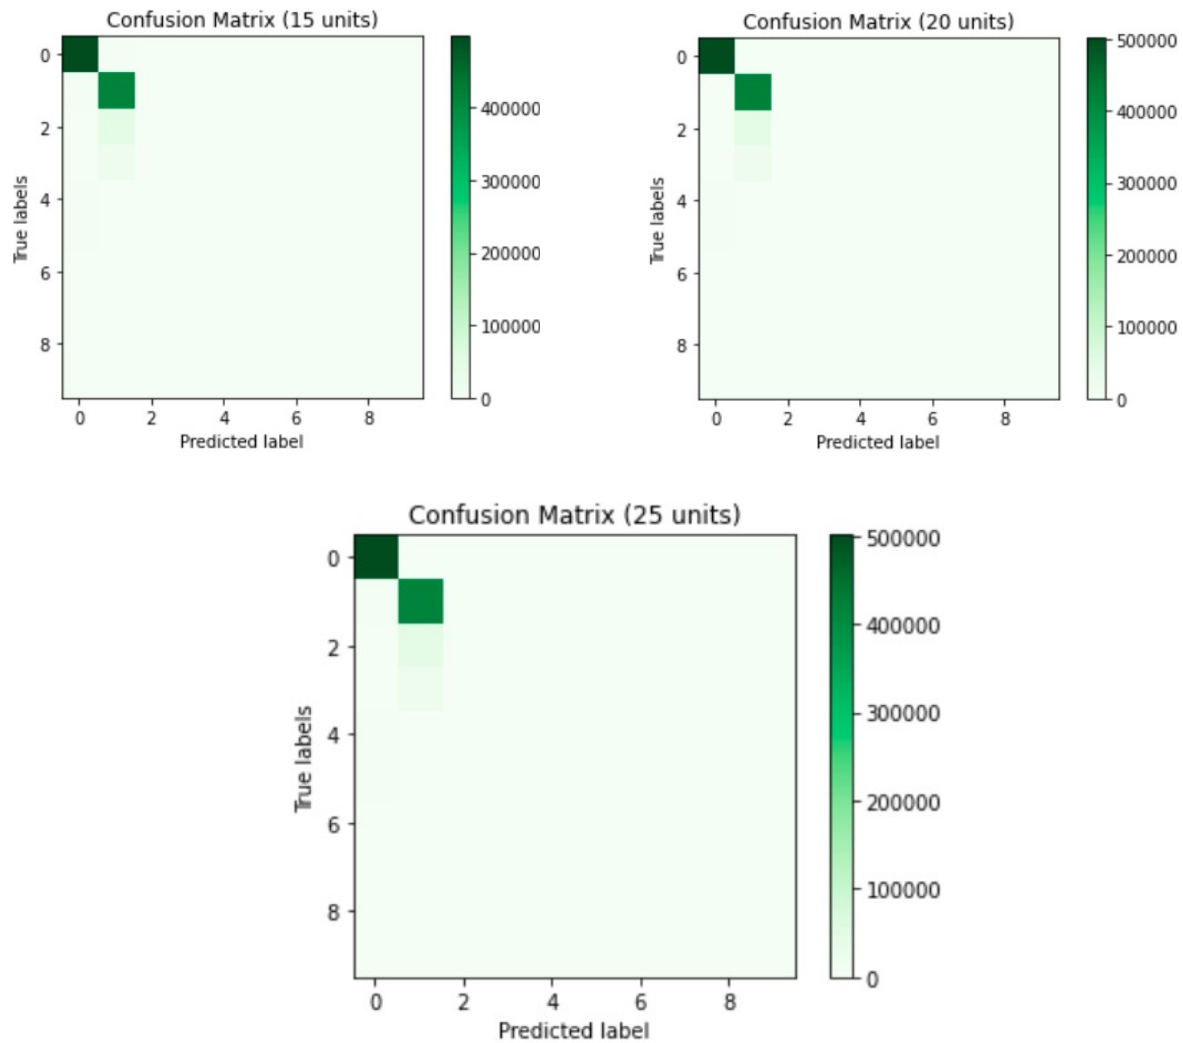 Confusion Matrix (15 units)
0
2
4
6
8
True labels
0 2 4 6 8
Predicted label
400000
300000
200000
100000
0
Confusion Matrix (20 units)
0
2
4
6
8
True labels
0 2 4 6 8
Predicted label
500000
400000
300000
200000
100000
0
Confusion Matrix (25 units)
0
2
4
6
8
True labels
0 2 4 6 8
Predicted label
500000
400000
300000
200000
100000
0